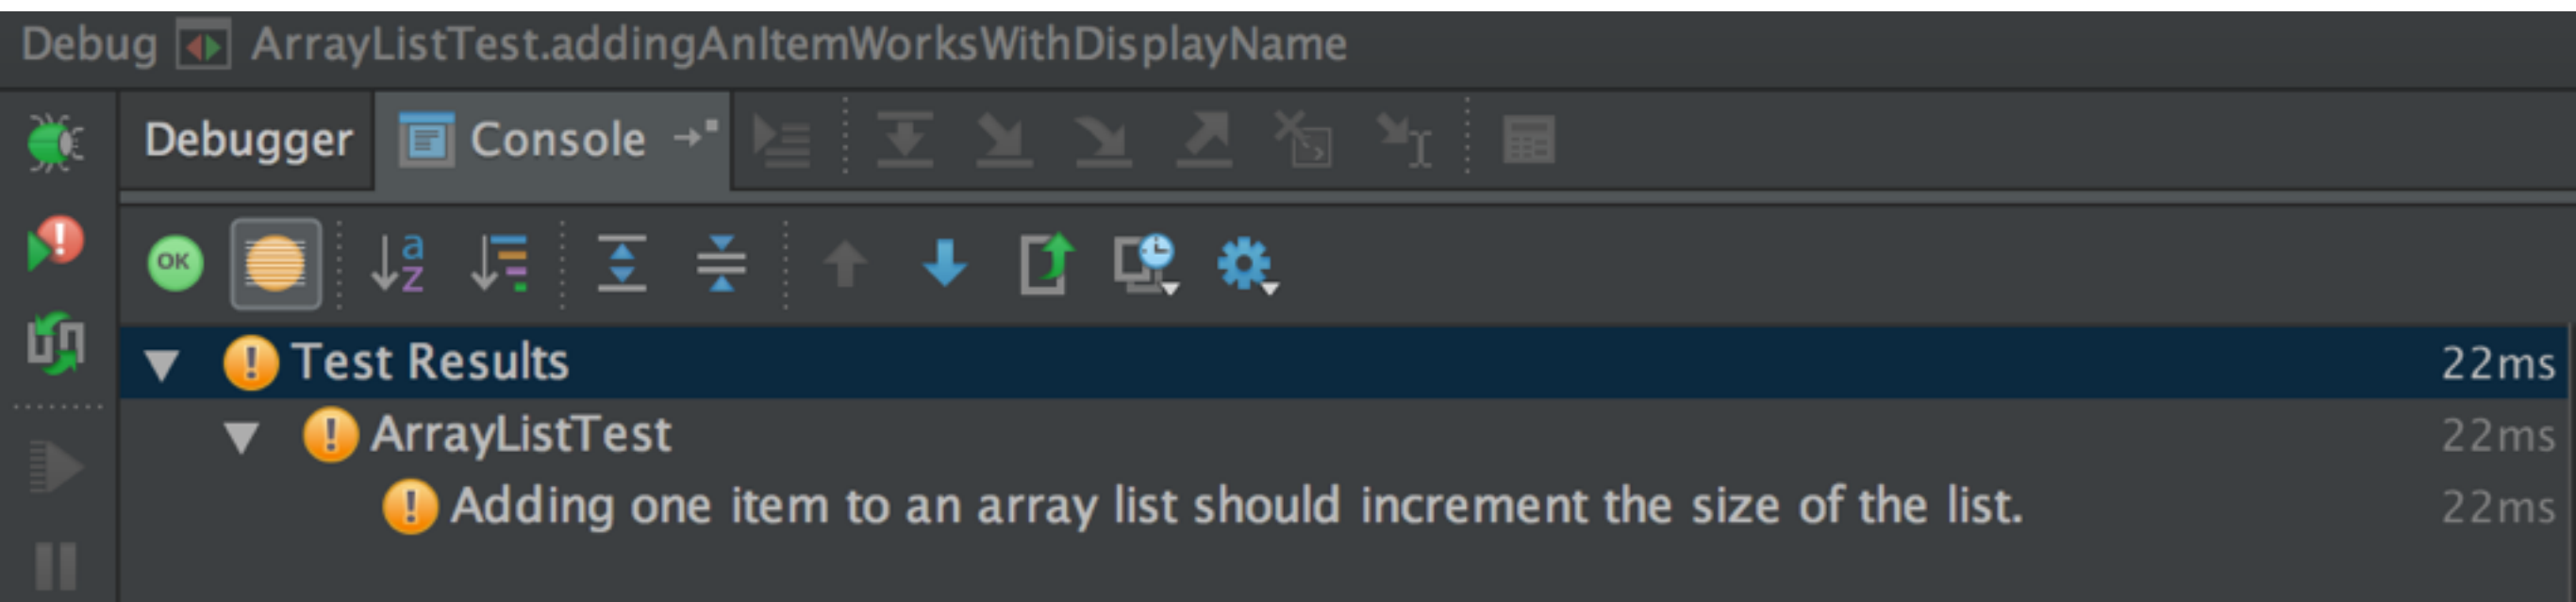 Debug ArrayListTest.addingAnItemWorksWithDisplayName
Debugger Console
OK a z
Test Results 22ms
ArrayListTest 22ms
Adding one item to an array list should increment the size of the list. 22ms